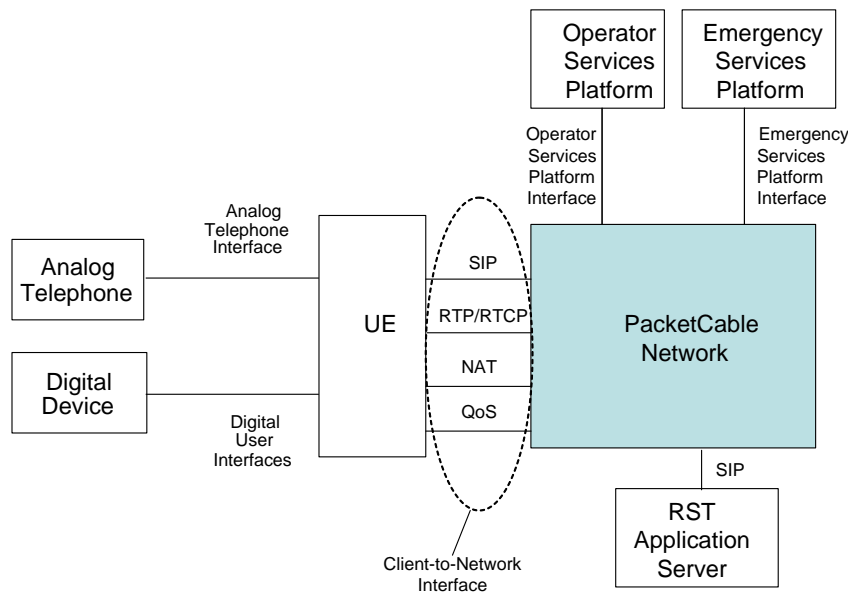 Operator
Services
Platform
Emergency
Services
Platform
Operator
Services
Platform
Interface
Emergency
Services
Platform
Interface
Analog
Telephone
Interface
Analog
Telephone
UE
SIP
RTP/RTCP
NAT
QoS
PacketCable
Network
Digital
Device
Digital
User
Interfaces
SIP
RST
Application
Server
Client-to-Network
Interface